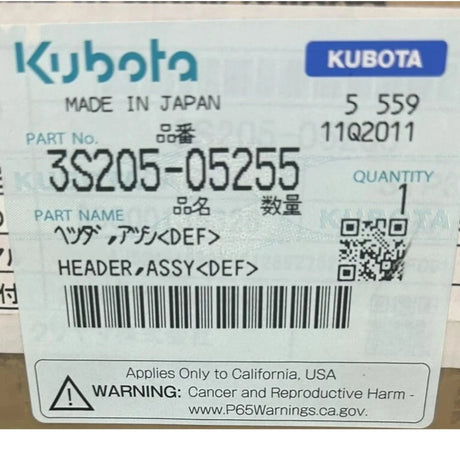 Kubota KUBOTA
MADE IN JAPAN 5 559
品番 11Q2011
PART No.
3S205-05255
品名 数量 QUANTITY
1
PART NAME
ヘツダ,アツシ<DEF>
HEADER,ASSY<DEF>
Applies Only to California, USA
WARNING: Cancer and Reproductive Harm -
www.P65Warnings.ca.gov.